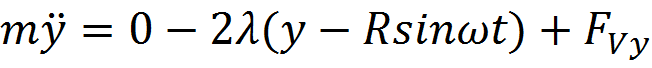 mÿ = 0 − 2λ(y − Rsinωt) + F_{Vy}